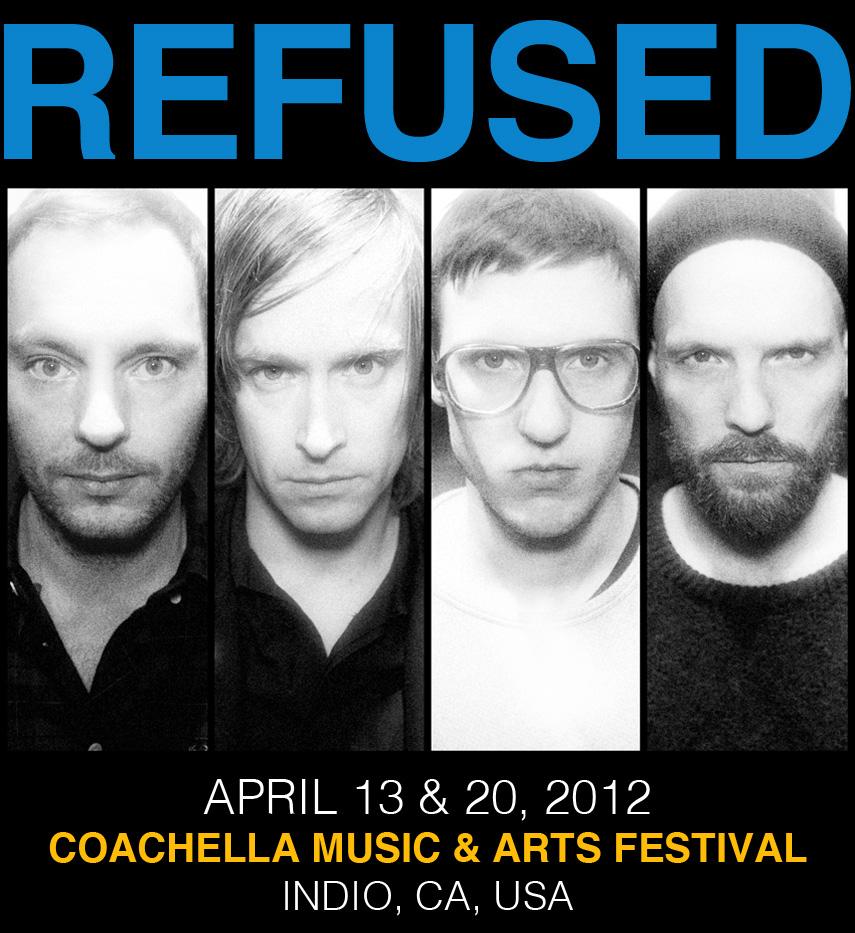 REFUSED
APRIL 13 & 20, 2012
COACHELLA MUSIC & ARTS FESTIVAL
INDIO, CA, USA